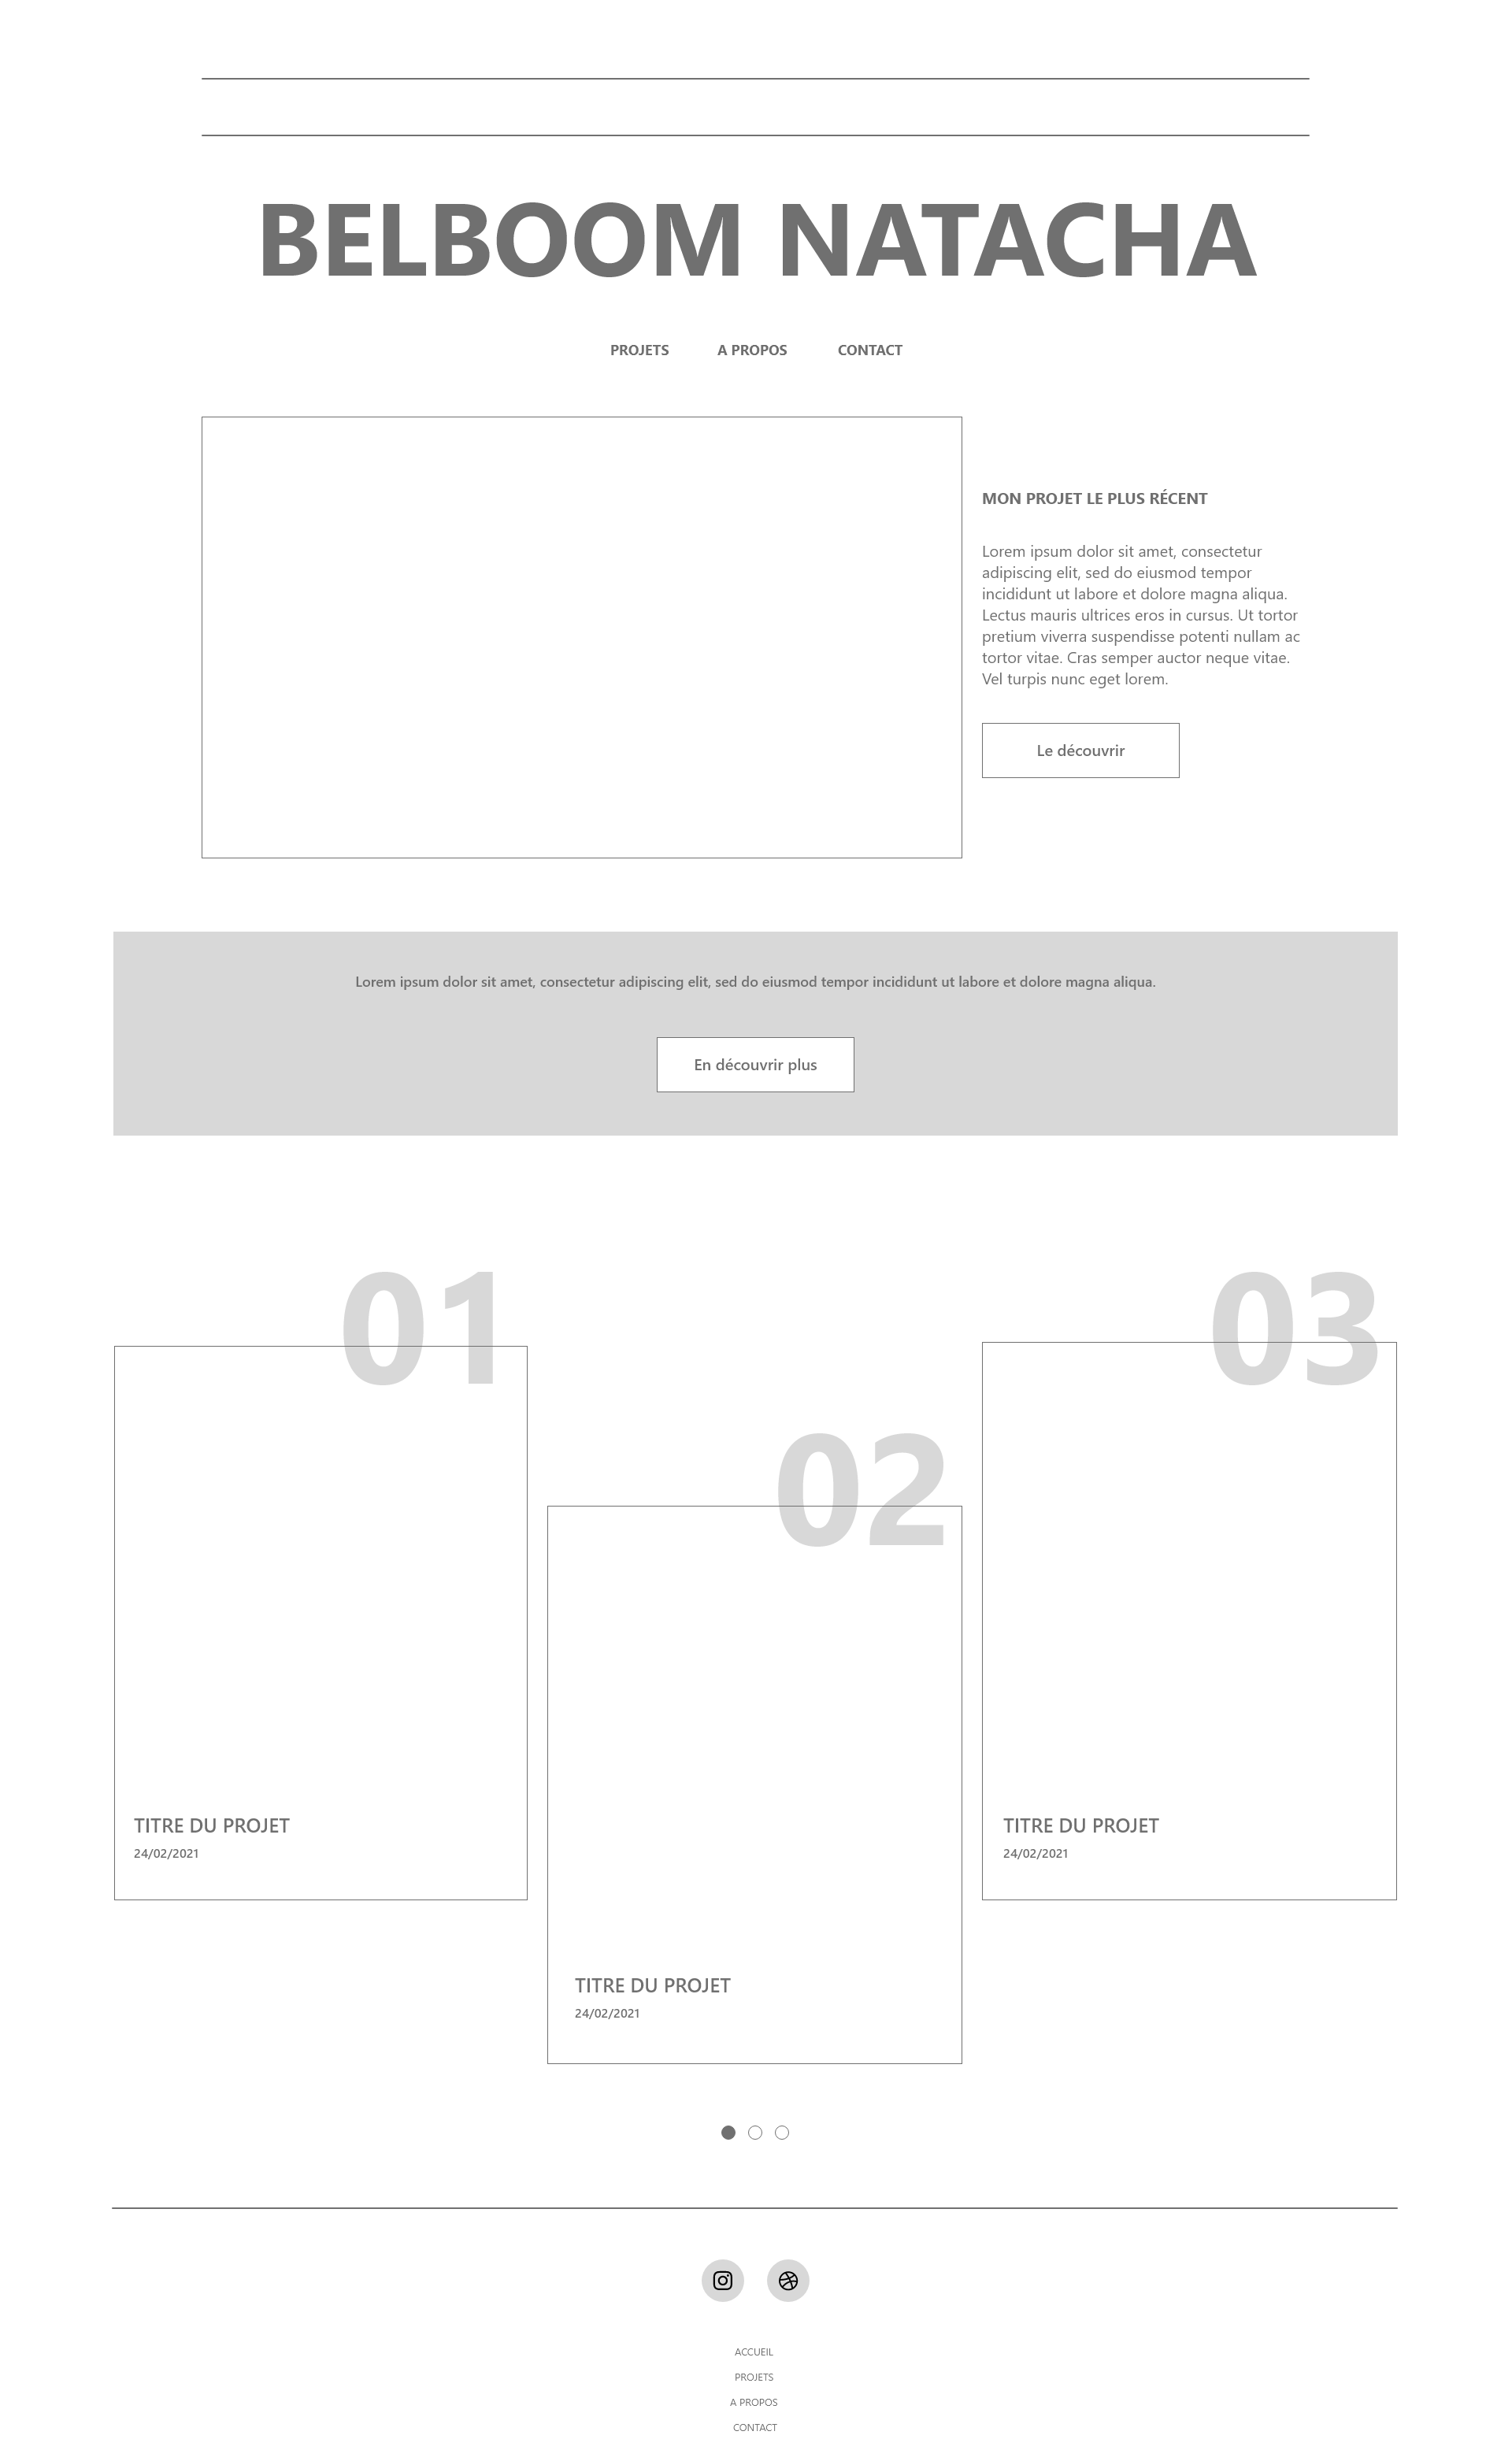 BELBOOM NATACHA
PROJETS
A PROPOS
CONTACT
MON PROJET LE PLUS RÉCENT
Lorem ipsum dolor sit amet, consectetur
adipiscing elit, sed do eiusmod tempor
incididunt ut labore et dolore magna aliqua.
Lectus mauris ultrices eros in cursus. Ut tortor
pretium viverra suspendisse potenti nullam ac
tortor vitae. Cras semper auctor neque vitae.
Vel turpis nunc eget lorem.
Le découvrir
Lorem ipsum dolor sit amet, consectetur adipiscing elit, sed do eiusmod tempor incididunt ut labore et dolore magna aliqua.
En découvrir plus
01
TITRE DU PROJET
24/02/2021
02
TITRE DU PROJET
24/02/2021
03
TITRE DU PROJET
24/02/2021
ACCUEIL
PROJETS
A PROPOS
CONTACT